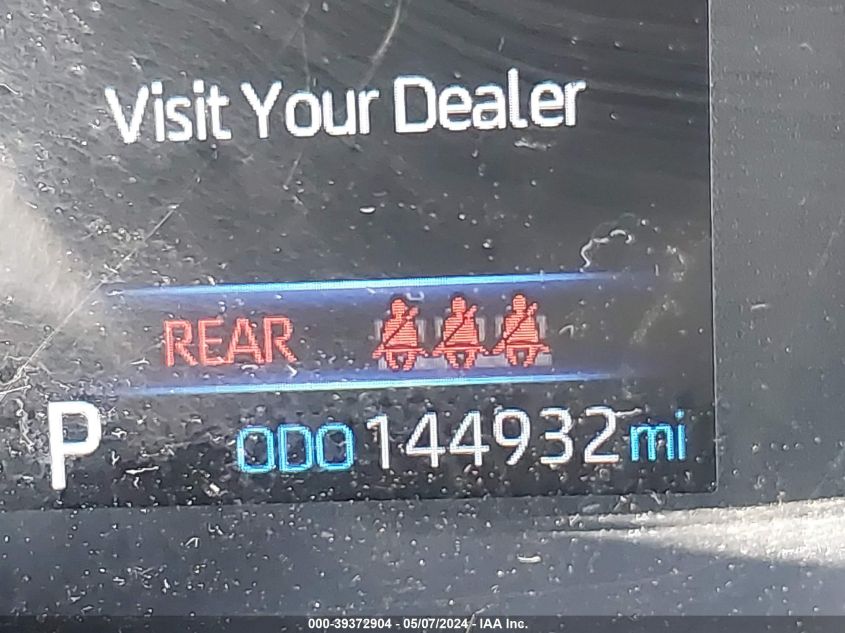 Visit Your Dealer
REAR
P ODO 144932 mi
000-39372904 - 05/07/2024 - IAA Inc.